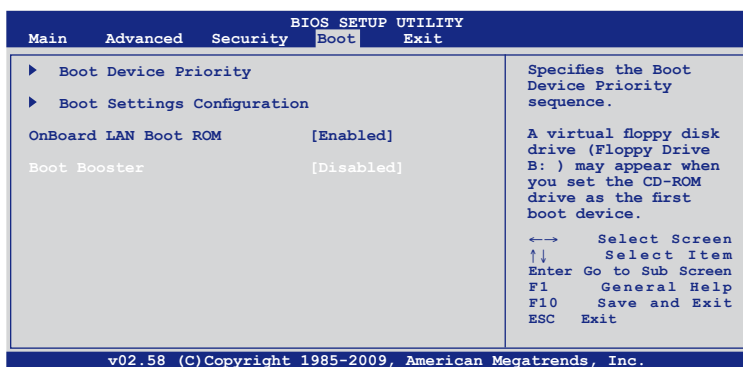 BIOS SETUP UTILITY
Main Advanced Security Boot Exit
Boot Device Priority
Boot Settings Configuration
OnBoard LAN Boot ROM [Enabled]
Boot Booster [Disabled]
Specifies the Boot
Device Priority
sequence.
A virtual floppy disk
drive (Floppy Drive
B: ) may appear when
you set the CD-ROM
drive as the first
boot device.
←→ Select Screen
↑↓ Select Item
Enter Go to Sub Screen
F1 General Help
F10 Save and Exit
ESC Exit
v02.58 (C)Copyright 1985-2009, American Megatrends, Inc.